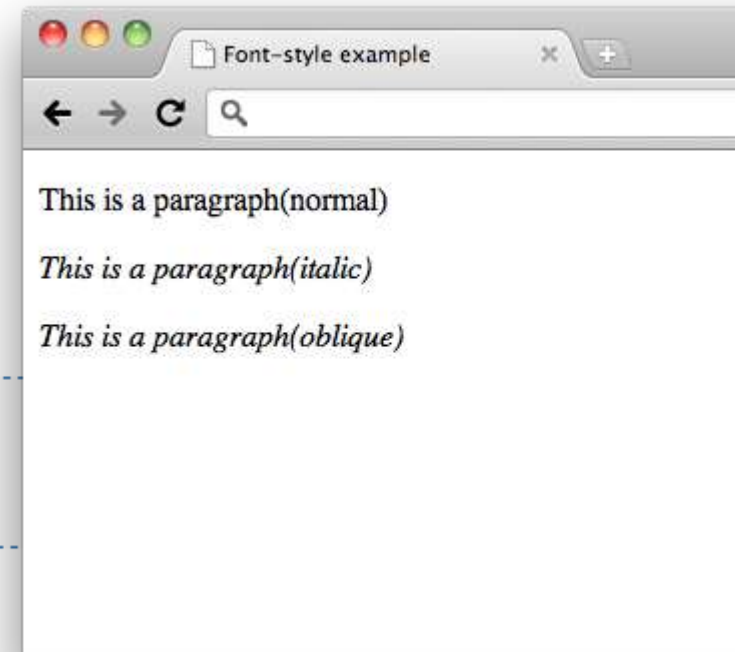 Font-style example
This is a paragraph(normal)
This is a paragraph(italic)
This is a paragraph(oblique)